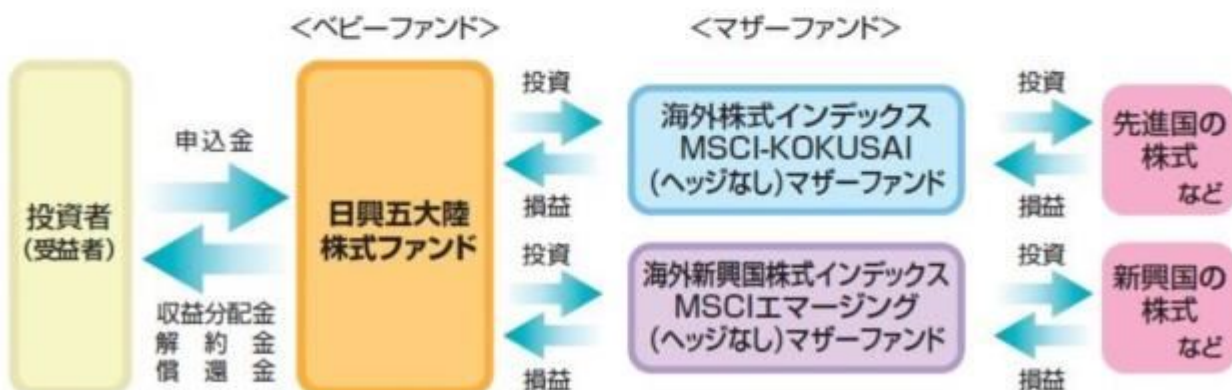 <ベビーファンド>
<マザーファンド>
投資者
(受益者)
申込金
収益分配金
解約金
償還金
日興五大陸
株式ファンド
投資
損益
海外株式インデックス
MSCI-KOKUSAI
(ヘッジなし)マザーファンド
投資
損益
先進国の
株式
など
投資
損益
海外新興国株式インデックス
MSCIエマージング
(ヘッジなし)マザーファンド
投資
損益
新興国の
株式
など